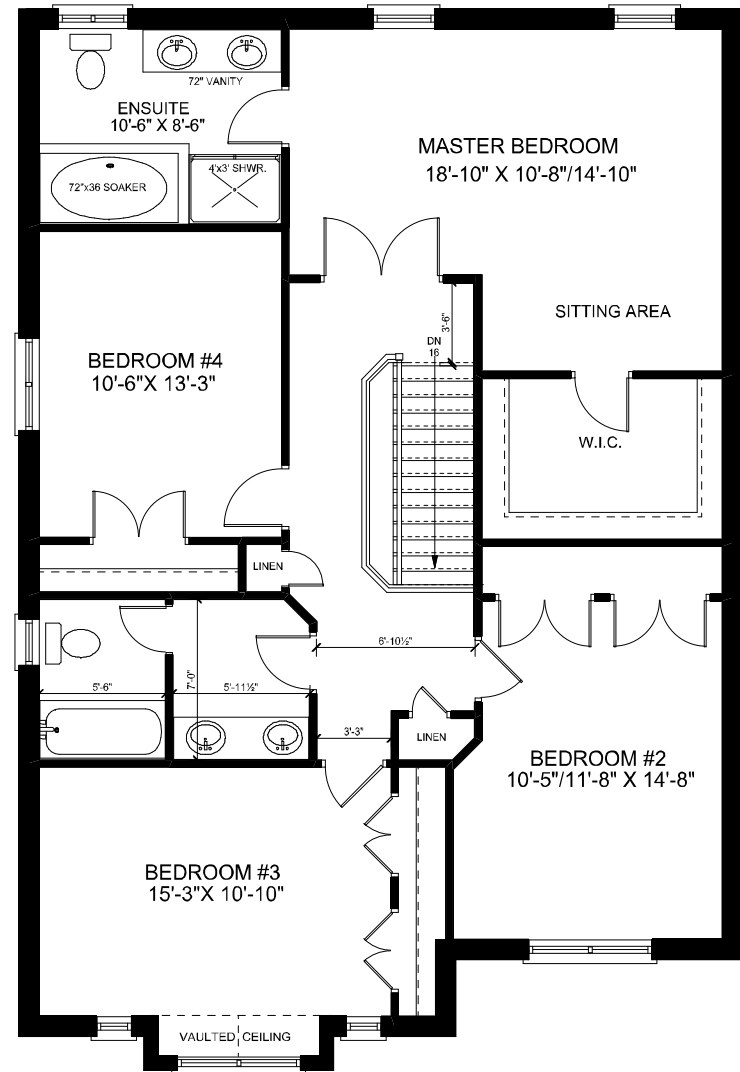 72" VANITY
ENSUITE
10'-6" X 8'-6"
MASTER BEDROOM
18'-10" X 10'-8"/14'-10"
4'x3' SHWR.
72"x36 SOAKER
SITTING AREA
3'-6"
DN
16
BEDROOM #4
10'-6"X 13'-3"
W.I.C.
LINEN
6'-10½"
5'-6"
7'-0"
5'-11½"
3'-3"
LINEN
BEDROOM #2
10'-5"/11'-8" X 14'-8"
BEDROOM #3
15'-3"X 10'-10"
VAULTED CEILING